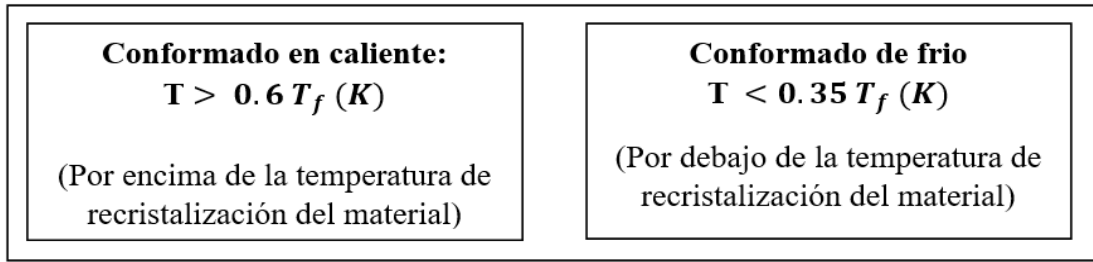 Conformado en caliente:
T > 0.6 T_f (K)
(Por encima de la temperatura de
recristalización del material)
Conformado de frio
T < 0.35 T_f (K)
(Por debajo de la temperatura de
recristalización del material)